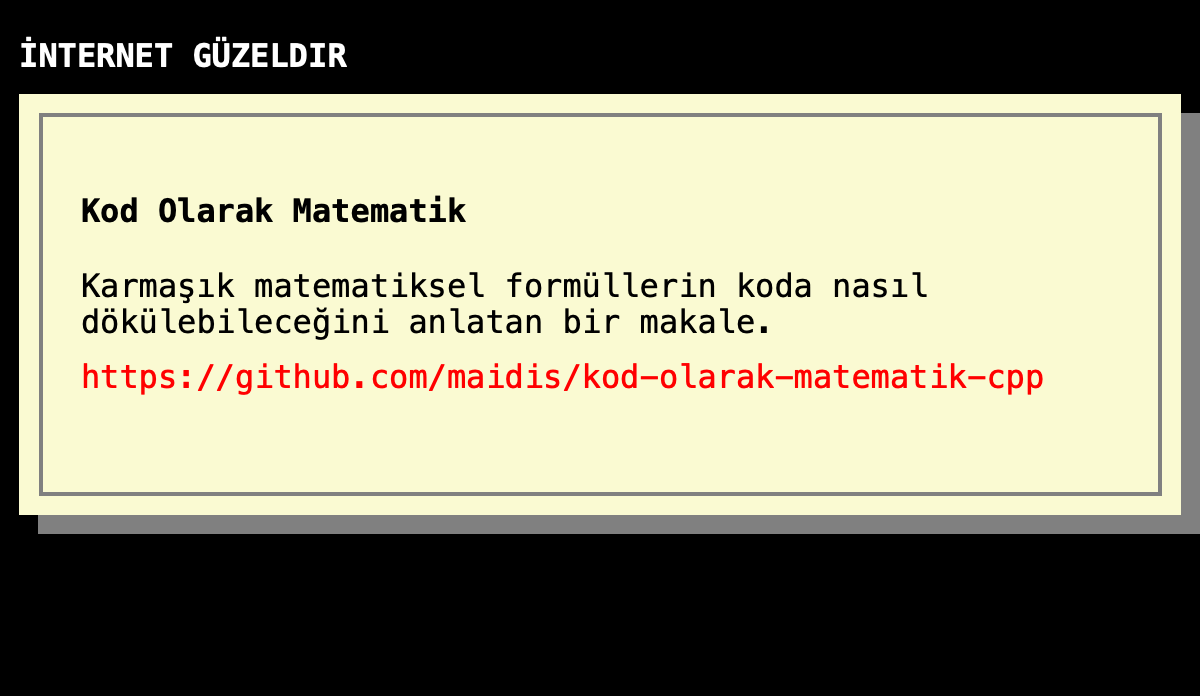 İNTERNET GÜZELDIR
Kod Olarak Matematik
Karmaşık matematiksel formüllerin koda nasıl
dökülebileceğini anlatan bir makale.
https://github.com/maidis/kod-olarak-matematik-cpp